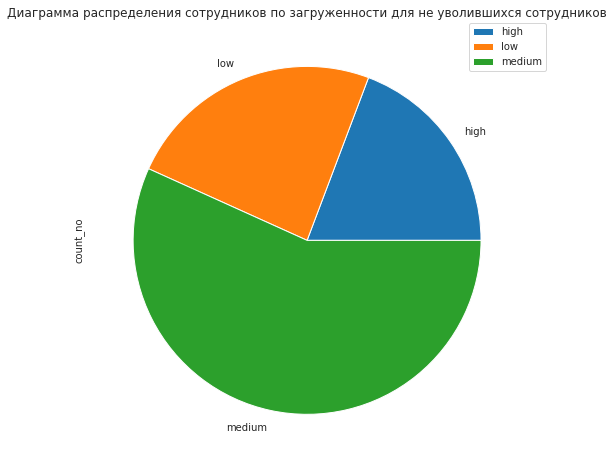 Диаграмма распределения сотрудников по загруженности для не уволившихся сотрудников
high
low
medium
low
high
count_no
medium